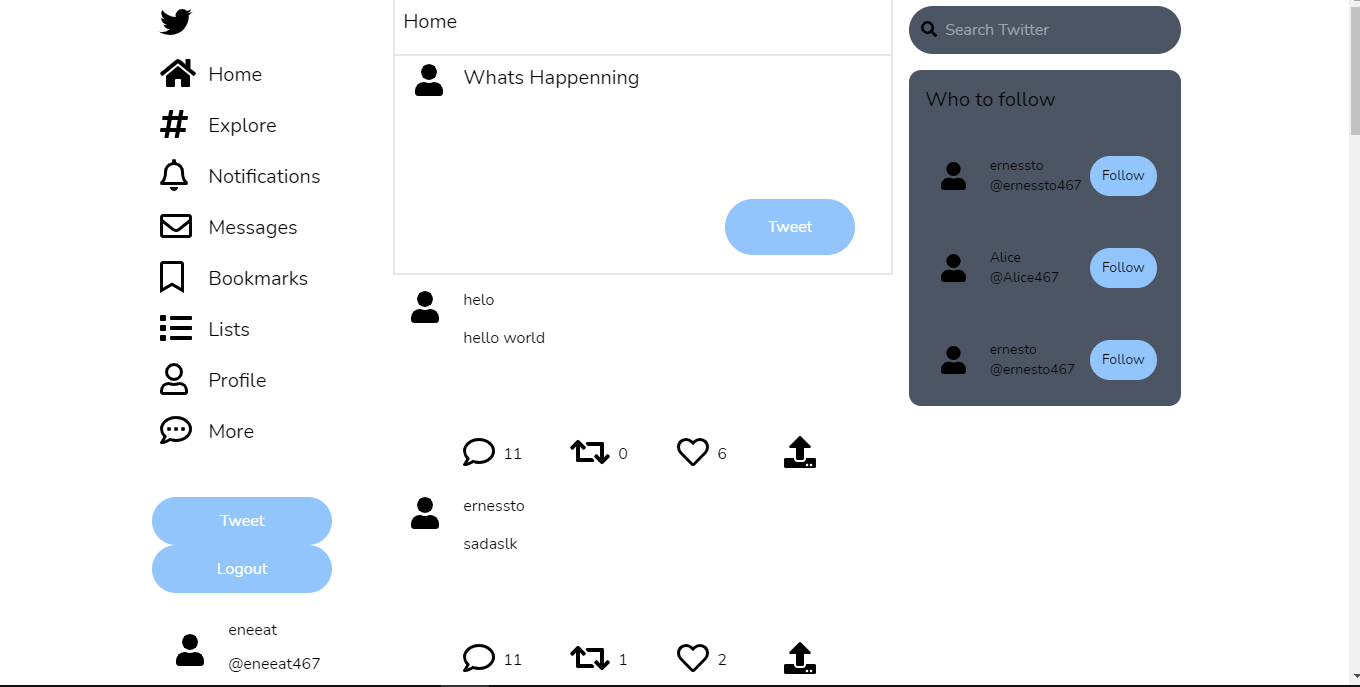 Home
Explore
Notifications
Messages
Bookmarks
Lists
Profile
More
Tweet
Logout
eneeat
@eneeat467
Home
Whats Happenning
Tweet
helo
hello world
11 0 6
ernessto
sadaslk
11 1 2
Search Twitter
Who to follow
ernessto
@ernessto467
Follow
Alice
@Alice467
Follow
ernesto
@ernesto467
Follow